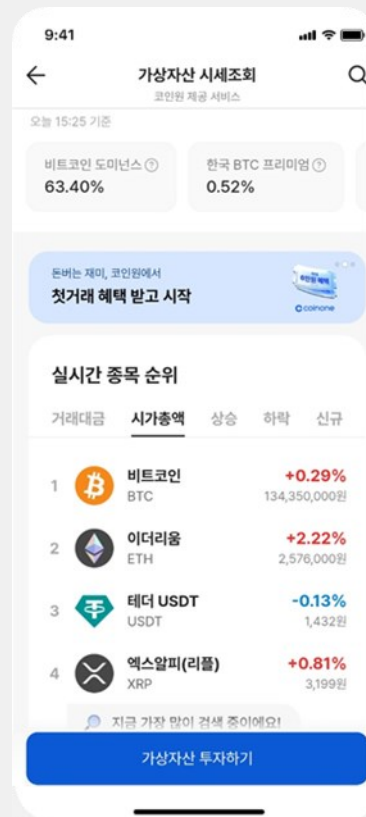 9:41
가상자산 시세조회
코인원 제공 서비스
오늘 15:25 기준
비트코인 도미넌스 ?
63.40%
한국 BTC 프리미엄 ?
0.52%
돈버는 재미, 코인원에서
첫거래 혜택 받고 시작
coinone
실시간 종목 순위
거래대금 시가총액 상승 하락 신규
1 비트코인 +0.29%
BTC 134,350,000원
2 이더리움 +2.22%
ETH 2,576,000원
3 테더 USDT -0.13%
USDT 1,432원
4 엑스알피(리플) +0.81%
XRP 3,199원
지금 가장 많이 검색 중이에요!
가상자산 투자하기